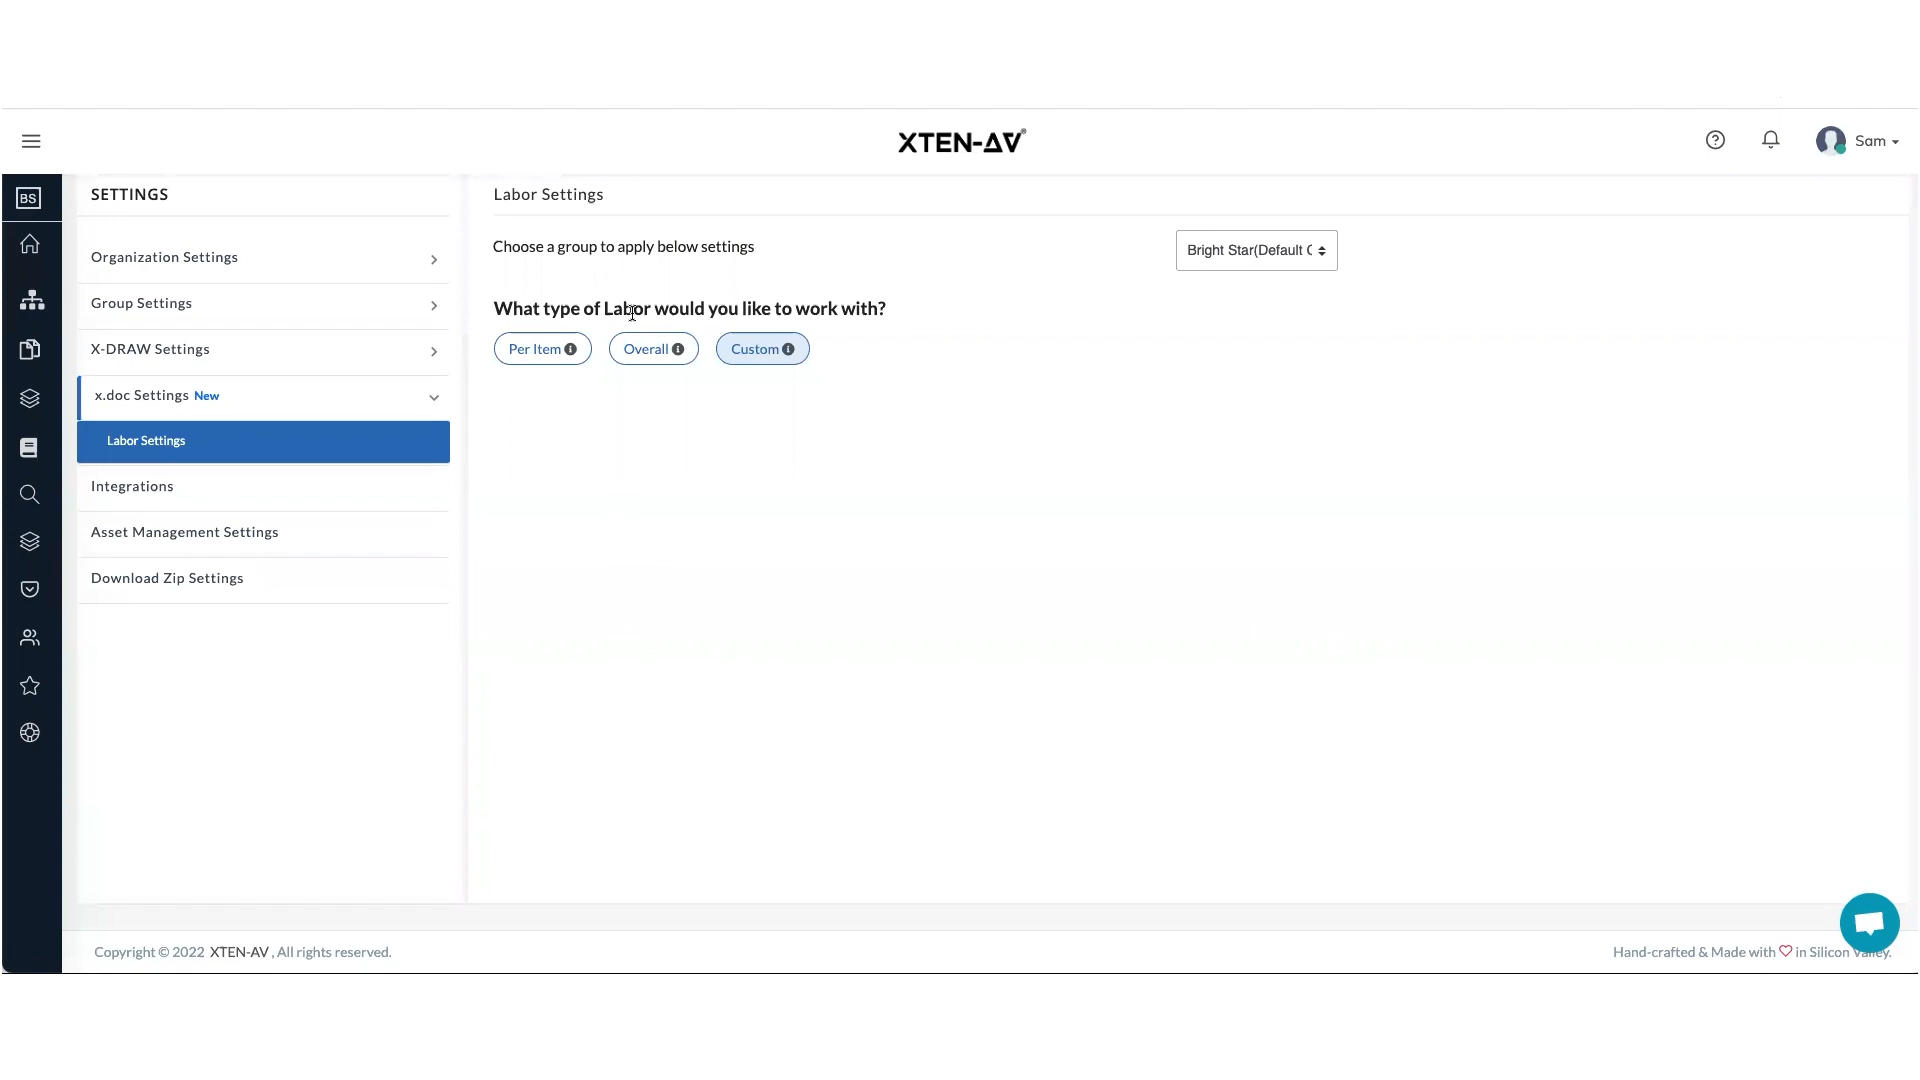 XTEN-AV®
Sam
BS
SETTINGS
Organization Settings
Group Settings
X-DRAW Settings
x.doc Settings New
Labor Settings
Integrations
Asset Management Settings
Download Zip Settings
Labor Settings
Choose a group to apply below settings
Bright Star(Default
What type of Labor would you like to work with?
Per Item
Overall
Custom
Copyright © 2022 XTEN-AV , All rights reserved.
Hand-crafted & Made with ♡ in Silicon Valley.